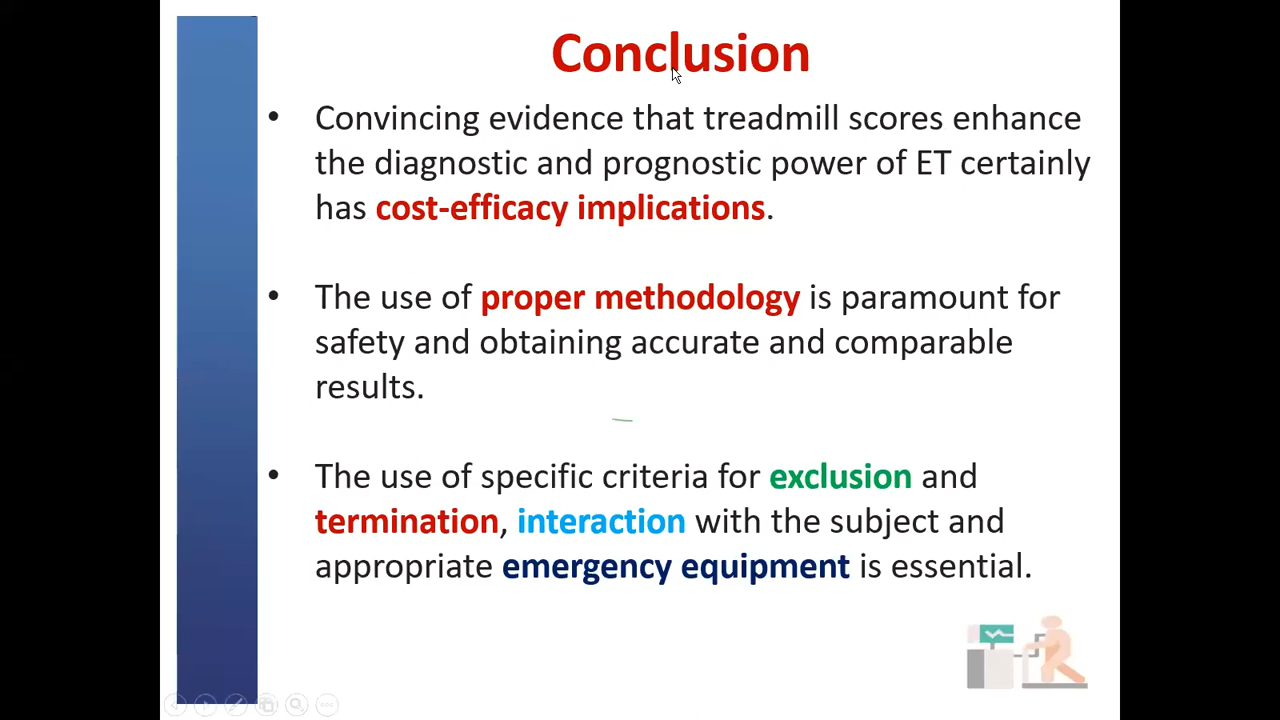 Conclusion
• Convincing evidence that treadmill scores enhance
the diagnostic and prognostic power of ET certainly
has cost-efficacy implications.
• The use of proper methodology is paramount for
safety and obtaining accurate and comparable
results.
• The use of specific criteria for exclusion and
termination, interaction with the subject and
appropriate emergency equipment is essential.